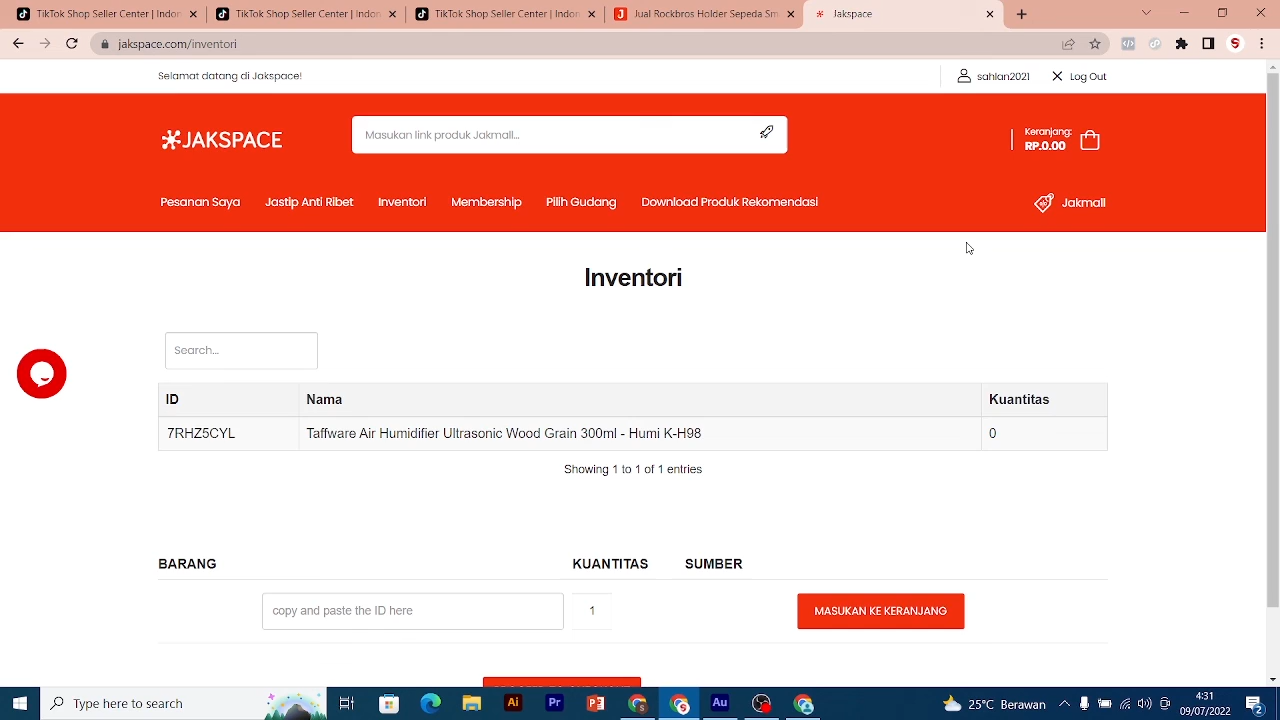 TikTok Shop Seller Center | Indon
TikTok Shop Seller Center | Indon
TikTok Shop Seller Center | Indon
Jual Rockbros Holder Sepeda Sm
Jakspace
jakspace.com/inventori
Selamat datang di Jakspace!
sahlan2021
Log Out
JAKSPACE
Masukan link produk Jakmall...
Keranjang:
RP.0.00
Pesanan Saya
Jastip Anti Ribet
Inventori
Membership
Pilih Gudang
Download Produk Rekomendasi
Jakmall
Inventori
Search...
ID
Nama
Kuantitas
7RHZ5CYL
Taffware Air Humidifier Ultrasonic Wood Grain 300ml - Humi K-H98
0
Showing 1 to 1 of 1 entries
BARANG
KUANTITAS
SUMBER
copy and paste the ID here
1
MASUKAN KE KERANJANG
Type here to search
25°C Berawan
4:31
09/07/2022